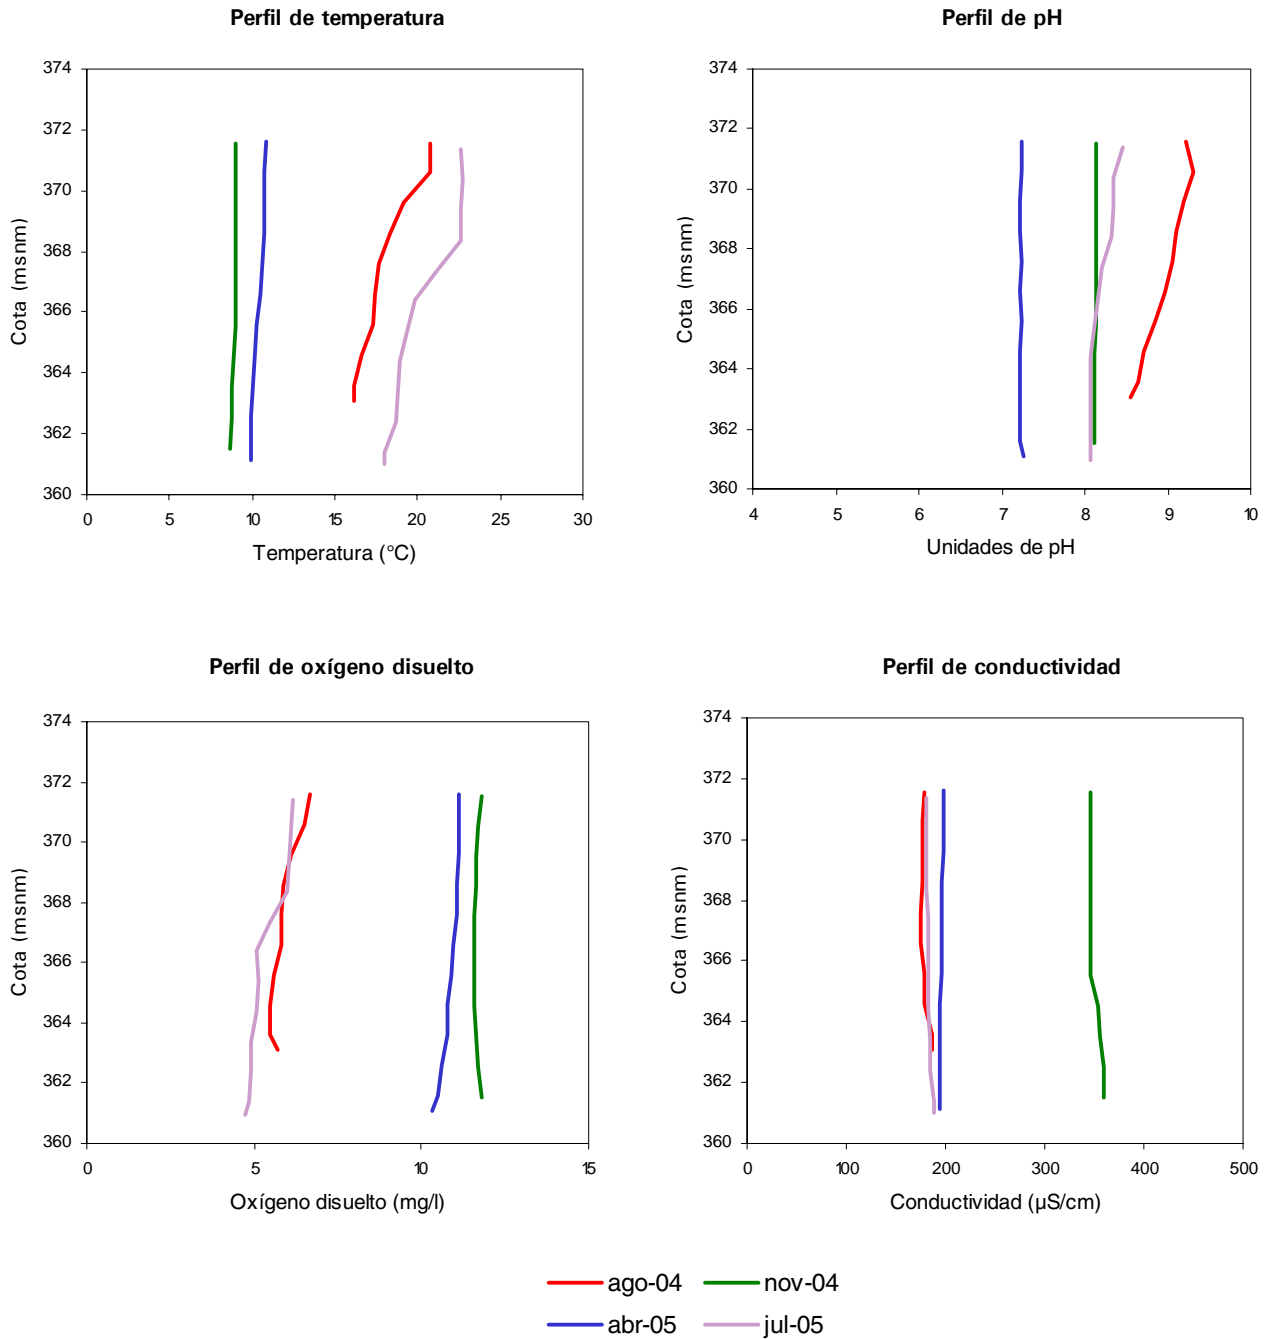 Perfil de temperatura
374
372
370
368
366
364
362
360
Cota (msnm)
0 5 10 15 20 25 30
Temperatura (°C)
Perfil de pH
374
372
370
368
366
364
362
360
Cota (msnm)
4 5 6 7 8 9 10
Unidades de pH
Perfil de oxígeno disuelto
374
372
370
368
366
364
362
360
Cota (msnm)
0 5 10 15
Oxígeno disuelto (mg/l)
Perfil de conductividad
374
372
370
368
366
364
362
360
Cota (msnm)
0 100 200 300 400 500
Conductividad (µS/cm)
ago-04 nov-04
abr-05 jul-05